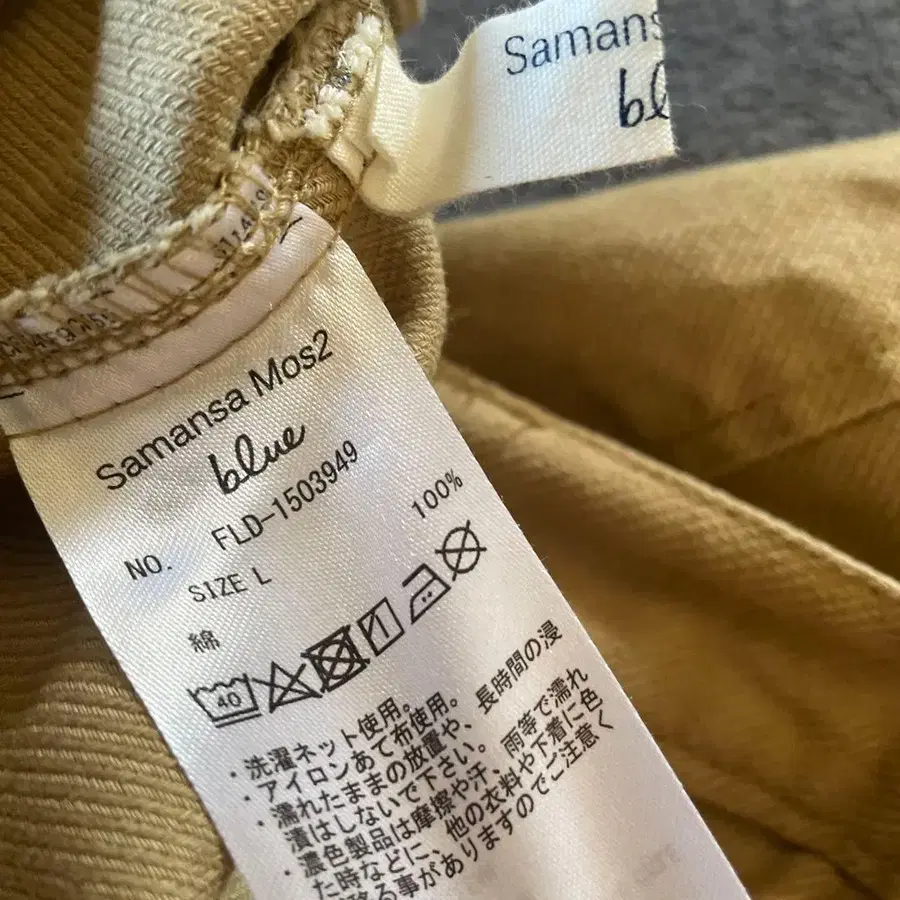 Samans
bl
Samansa Mos2
blue
NO. FLD-1503949
SIZE L
綿 100%
40
・洗濯ネット使用。
・アイロンあて布使用。
・濡れたままの放置や、長時間の浸
漬はしないで下さい。
・濃色製品は摩擦や汗、雨等で濡れ
た時などに、他の衣料や下着に色
移る事がありますのでご注意く